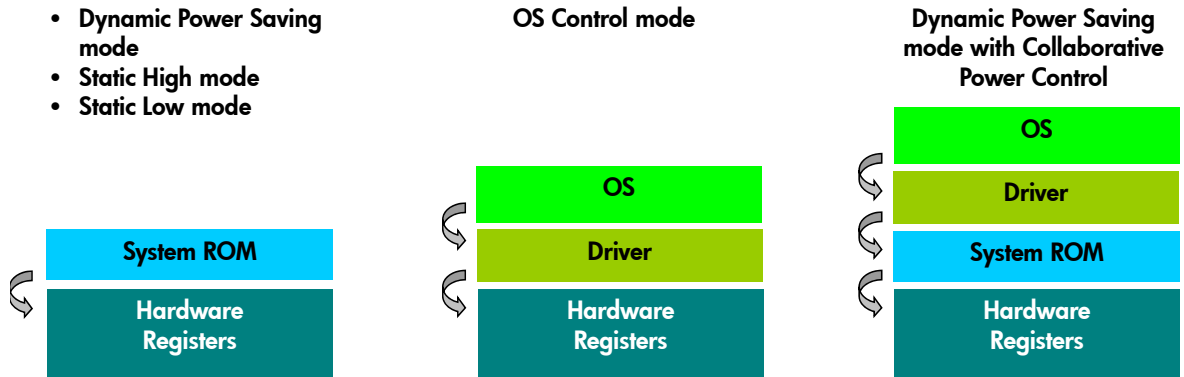 • Dynamic Power Saving
mode
• Static High mode
• Static Low mode
System ROM
Hardware
Registers
OS Control mode
OS
Driver
Hardware
Registers
Dynamic Power Saving
mode with Collaborative
Power Control
OS
Driver
System ROM
Hardware
Registers